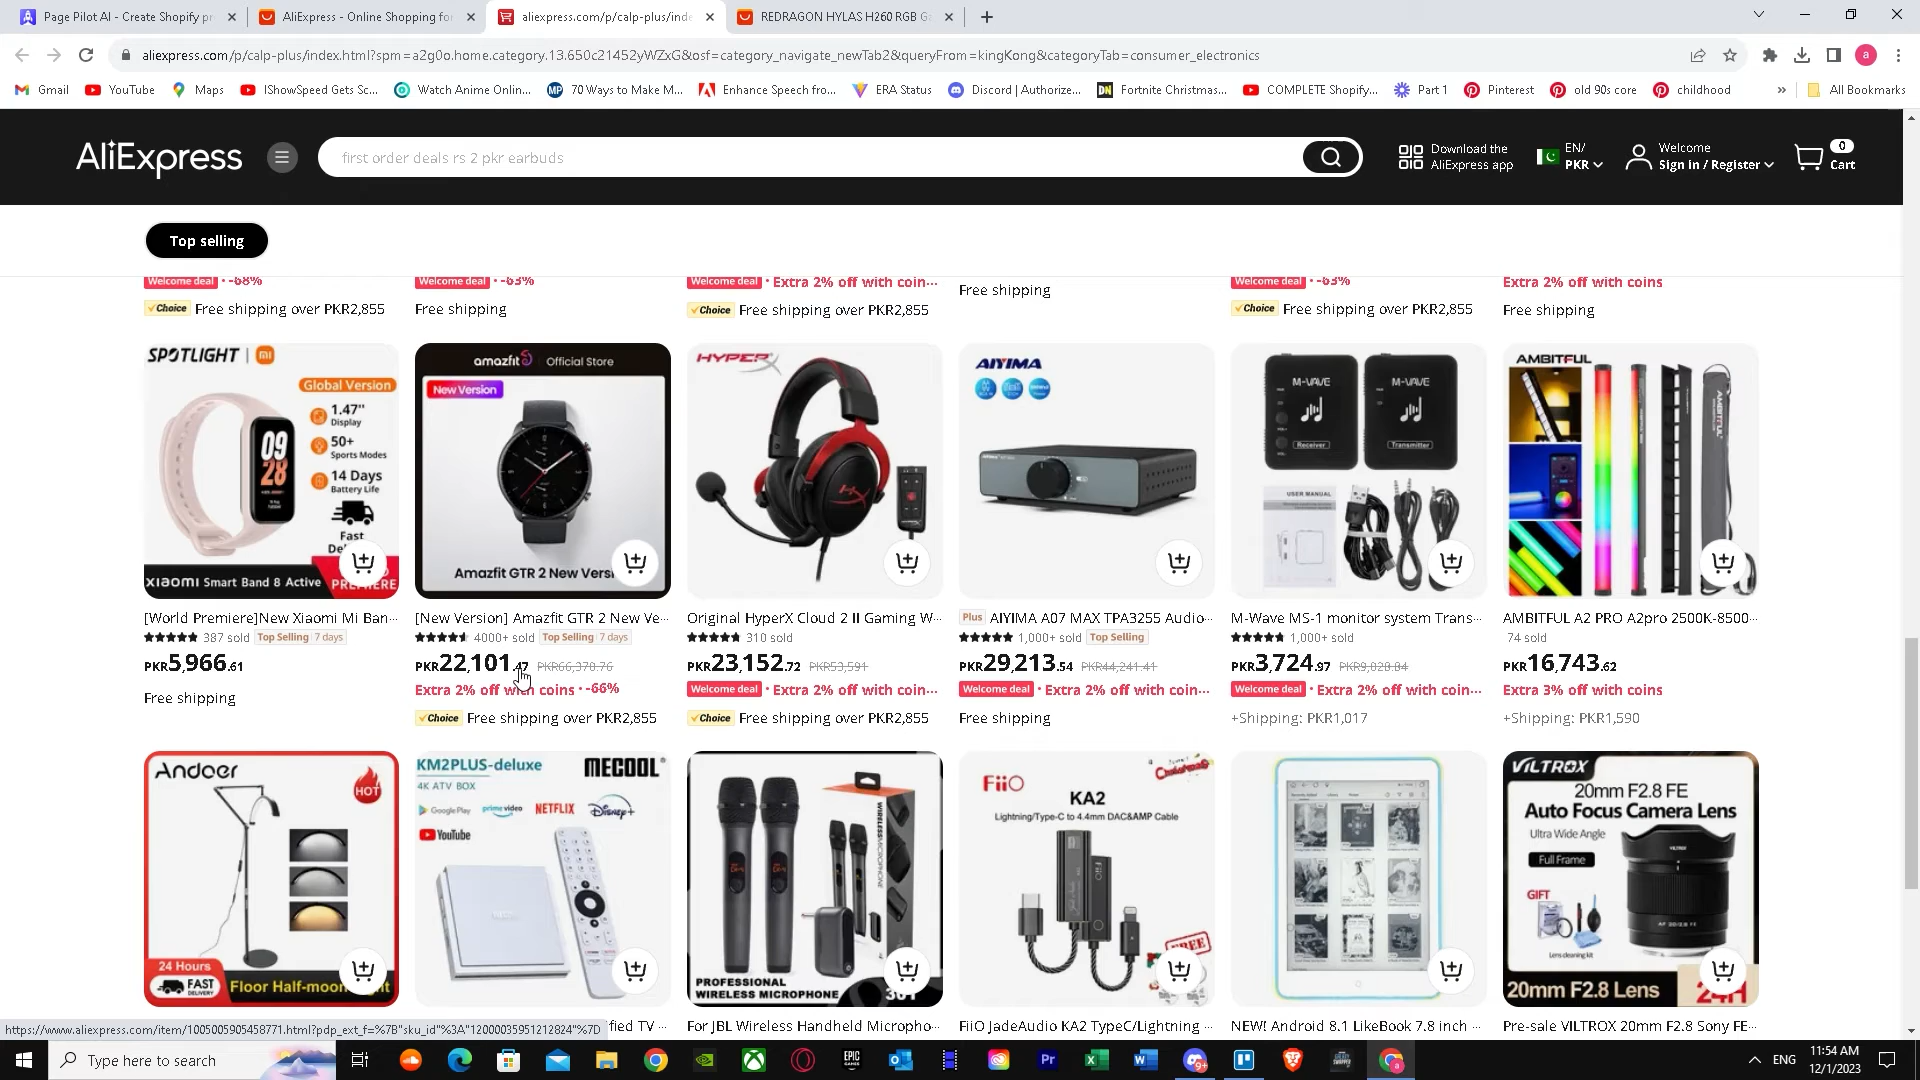 Page Pilot AI - Create Shopify pr
AliExpress - Online Shopping for
aliexpress.com/p/calp-plus/inde
REDRAGON HYLAS H260 RGB G
aliexpress.com/p/calp-plus/index.html?spm=a2g0o.home.category.13.650c21452yWZxG&osf=category_navigate_newTab2&queryFrom=kingKong&categoryTab=consumer_electronics
a
Gmail
YouTube
Maps
IShowSpeed Gets Sc...
Watch Anime Onlin...
MP
70 Ways to Make M...
Enhance Speech fro...
ERA Status
Discord | Authorize...
DN
Fortnite Christmas...
COMPLETE Shopify...
Part 1
Pinterest
old 90s core
childhood
»
All Bookmarks
AliExpress
first order deals rs 2 pkr earbuds
Download the
AliExpress app
EN/
PKR
Welcome
Sign in / Register
0
Cart
Top selling
Welcome deal · -68%
Welcome deal · -63%
Welcome deal · Extra 2% off with coin...
Welcome deal · -63%
Extra 2% off with coins
Choice Free shipping over PKR2,855
Free shipping
Choice Free shipping over PKR2,855
Free shipping
Choice Free shipping over PKR2,855
Free shipping
SPOTLIGHT | mi
Global Version
1.47"
Display
50+
Sports Modes
14 Days
Battery Life
Fast
09
28
xiaomi Smart Band 8 Active
PREMIERE
amazfit | Official Store
New Version
HYPERX
AIYIMA
M-VAVE
Receiver
M-VAVE
Transmitter
USER MANUAL
AMBITFUL
AMBITFUL
[World Premiere]New Xiaomi Mi Ban...
387 sold Top Selling 7 days
PKR5,966.61
Free shipping
[New Version] Amazfit GTR 2 New Ve...
4000+ sold Top Selling 7 days
PKR22,101.47 PKR66,370.76
Extra 2% off with coins · -66%
Choice Free shipping over PKR2,855
Original HyperX Cloud 2 II Gaming W...
310 sold
PKR23,152.72 PKR53,591
Welcome deal · Extra 2% off with coin...
Choice Free shipping over PKR2,855
Plus AIYIMA A07 MAX TPA3255 Audio...
1,000+ sold Top Selling
PKR29,213.54 PKR44,241.41
Welcome deal · Extra 2% off with coin...
Free shipping
M-Wave MS-1 monitor system Trans...
1,000+ sold
PKR3,724.97 PKR9,028.84
Welcome deal · Extra 2% off with coin...
+Shipping: PKR1,017
AMBITFUL A2 PRO A2pro 2500K-8500...
74 sold
PKR16,743.62
Extra 3% off with coins
+Shipping: PKR1,590
Andoer
HOT
24 Hours
FAST
DELIVERY
KM2PLUS-deluxe
4K ATV BOX
MECOOL
Google Play
prime video
NETFLIX
Disney+
YouTube
PROFESSIONAL
WIRELESS MICROPHONE
FiiO
Christmas
KA2
Lightning/Type-C to 4.4mm DAC&AMP Cable
FREE
VILTROX
20mm F2.8 FE
Auto Focus Camera Lens
Ultra Wide Angle
Full Frame
GIFT
Lens cleaning kit
20mm F2.8 Lens
24H
https://www.aliexpress.com/item/1005005905458771.html?pdp_ext_f=%7B"sku_id"%3A"12000035951212824"%7D
For JBL Wireless Handheld Micropho...
FiiO JadeAudio KA2 TypeC/Lightning ...
NEW! Android 8.1 LikeBook 7.8 inch ...
Pre-sale VILTROX 20mm F2.8 Sony FE...
Type here to search
EPIC
GAMES
Pr
9+
a
ENG
11:54 AM
12/1/2023